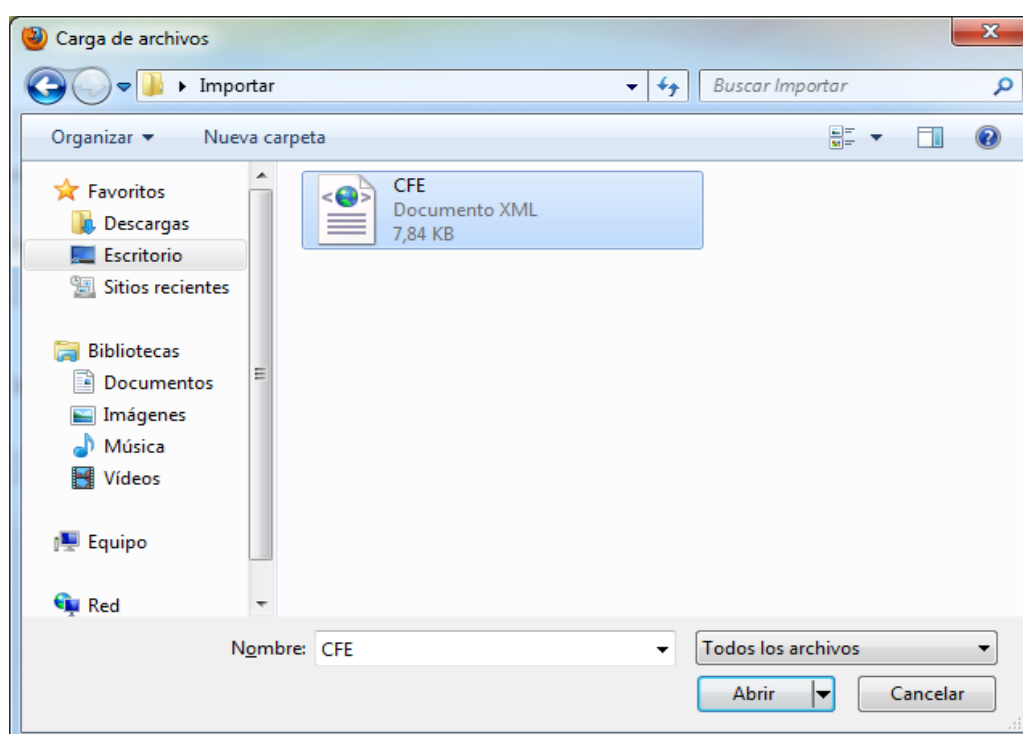 Carga de archivos
Importar
Buscar Importar
Organizar
Nueva carpeta
Favoritos
Descargas
Escritorio
Sitios recientes
Bibliotecas
Documentos
Imágenes
Música
Vídeos
Equipo
Red
CFE
Documento XML
7,84 KB
Nombre: CFE
Todos los archivos
Abrir
Cancelar